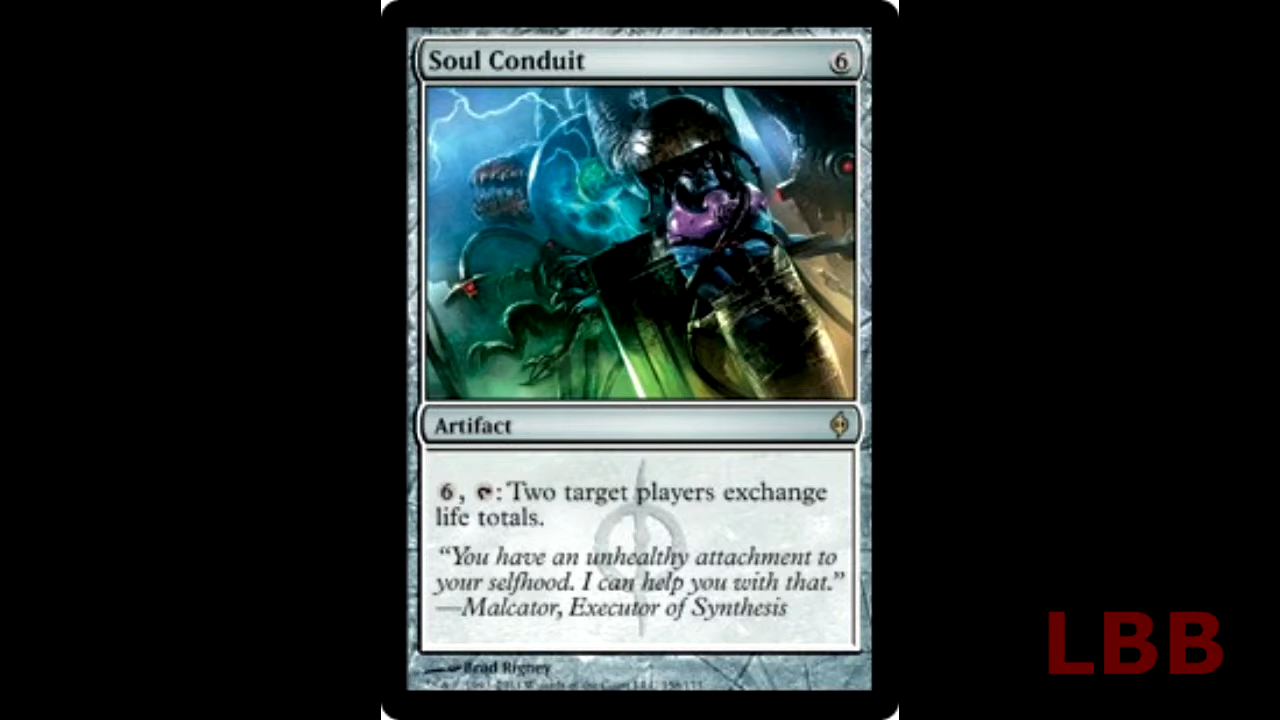 Soul Conduit 6
Artifact
6, : Two target players exchange
life totals.
“You have an unhealthy attachment to
your selfhood. I can help you with that.”
—Malcator, Executor of Synthesis
Brad Rigney
LBB